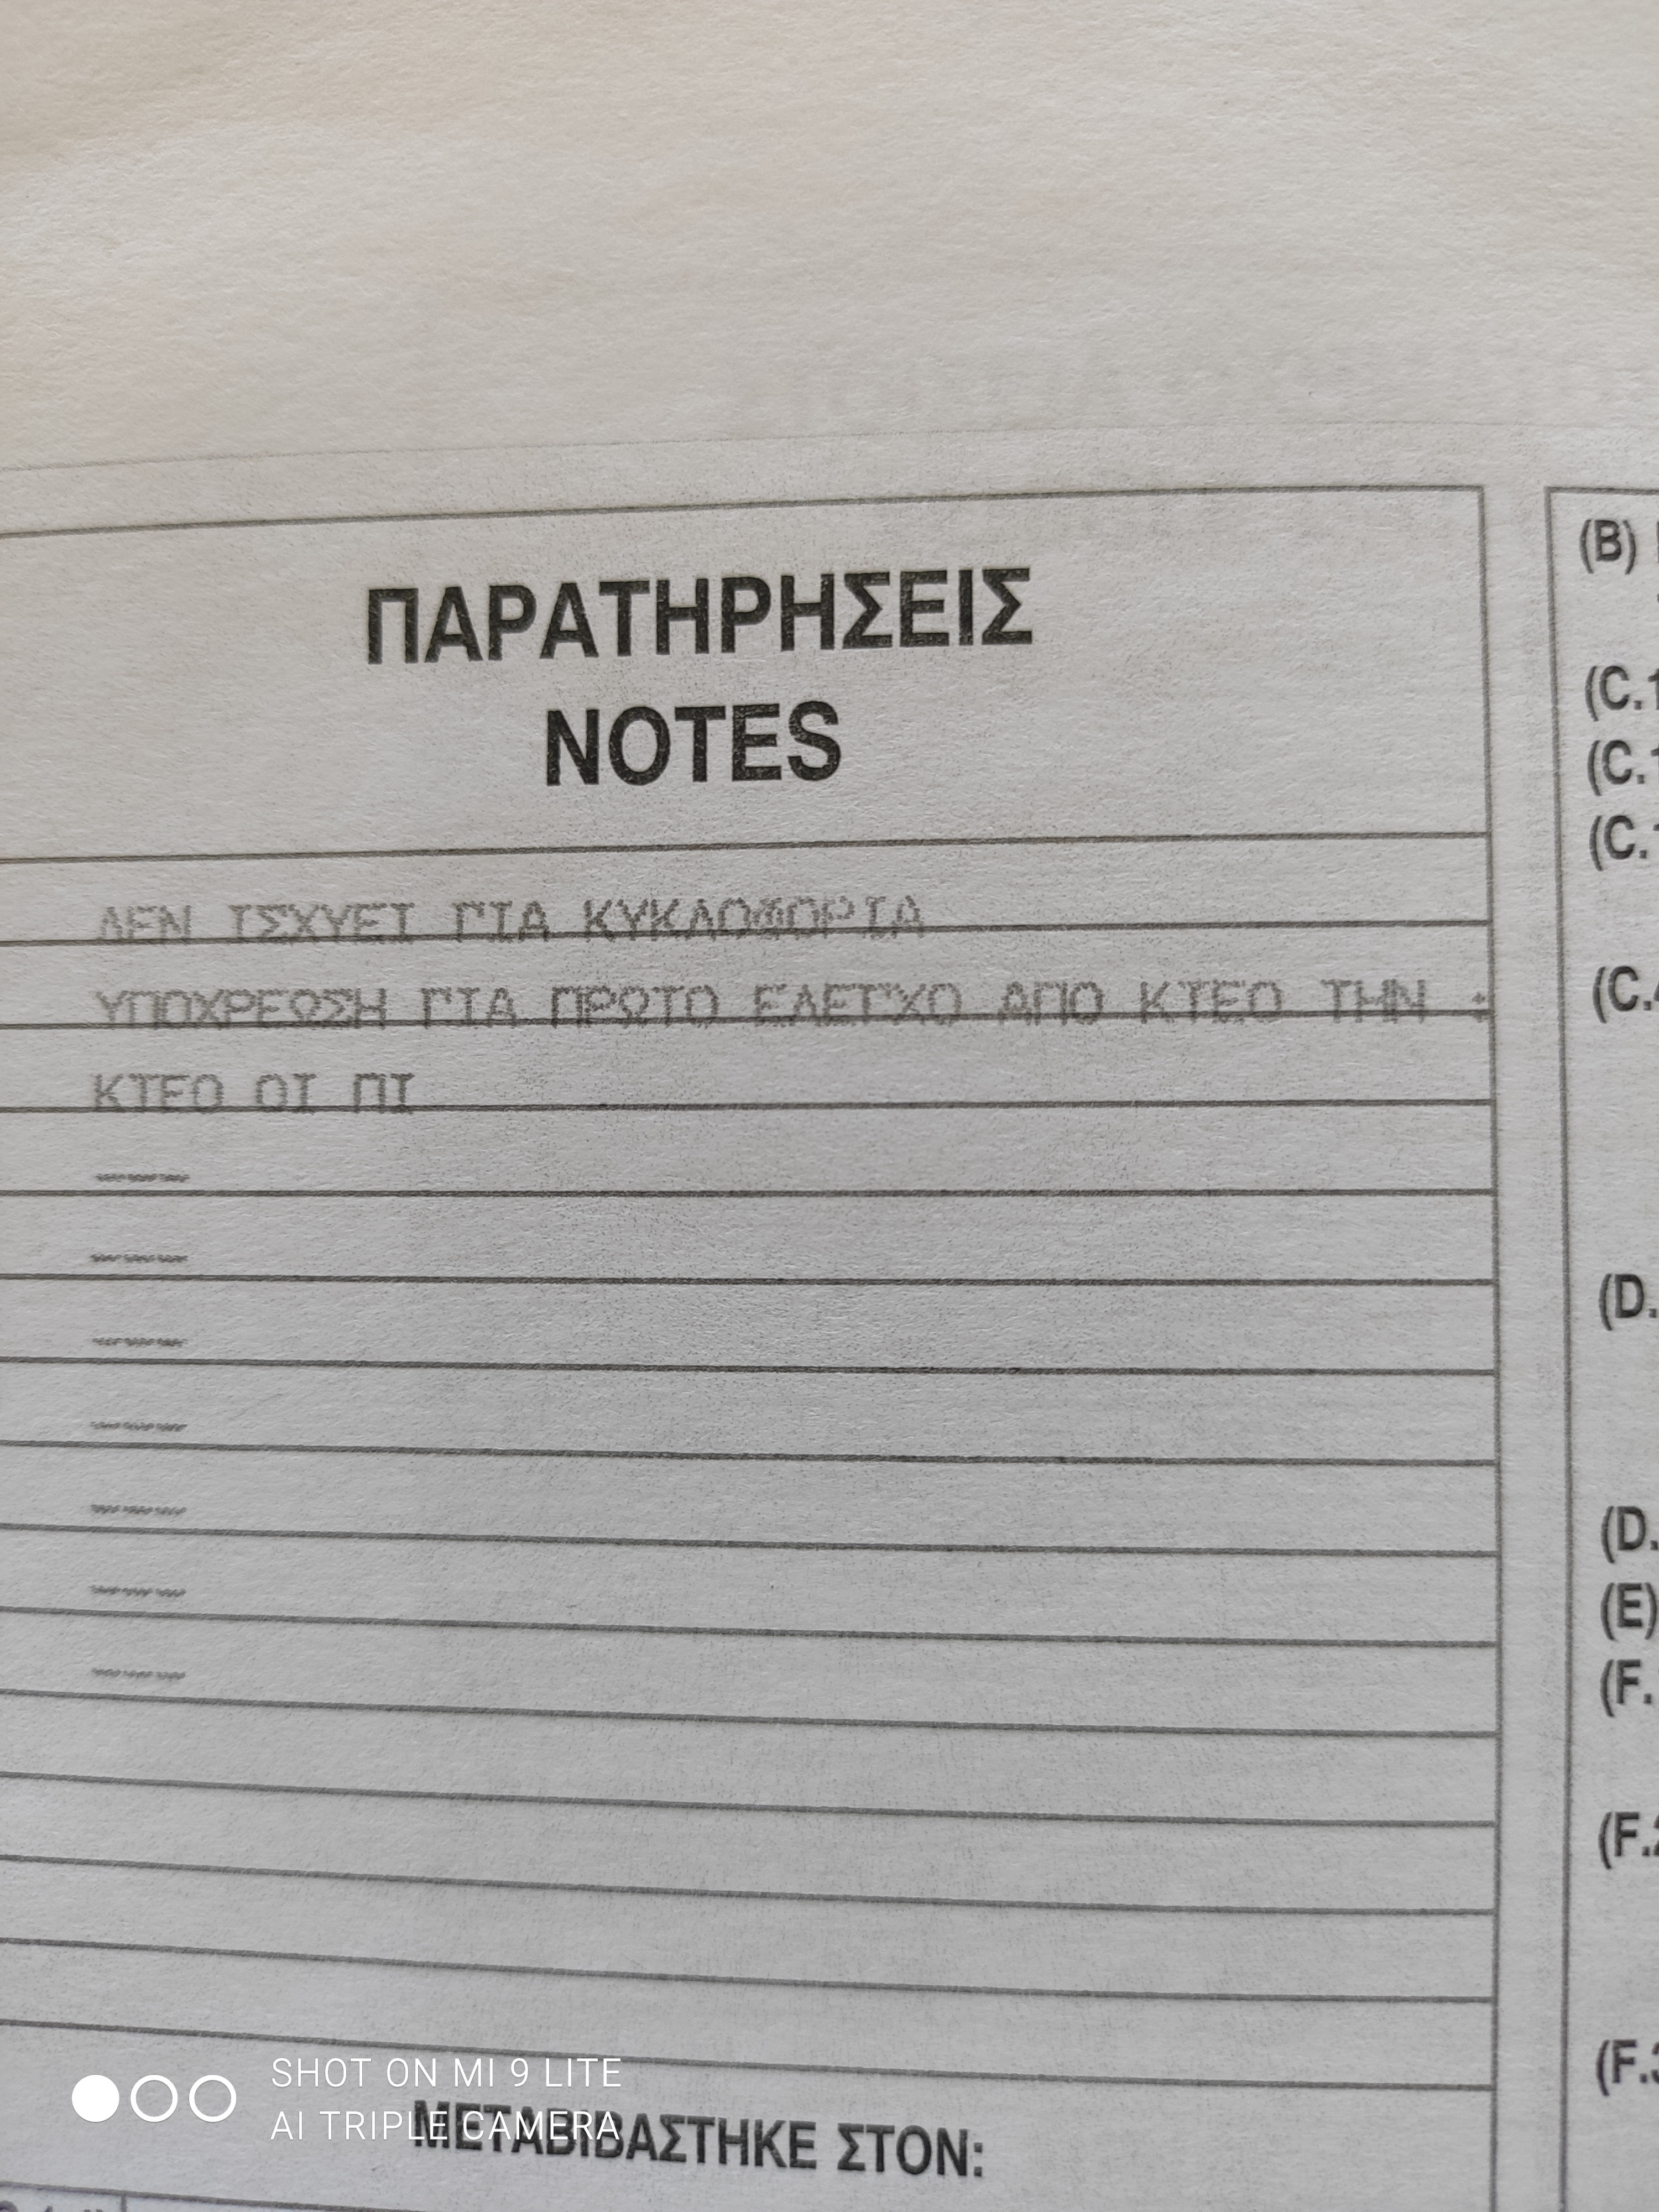 ΠΑΡΑΤΗΡΗΣΕΙΣ
NOTES
ΔΕΝ ΙΣΧΥΕΙ ΓΙΑ ΚΥΚΛΟΦΟΡΙΑ
ΥΠΟΧΡΕΩΣΗ ΓΙΑ ΠΡΩΤΟ ΕΛΕΓΧΟ ΑΠΟ ΚΤΕΟ ΤΗΝ :
ΚΤΕΟ ΟΙ ΠΙ
ΜΕΤΑΒΙΒΑΣΤΗΚΕ ΣΤΟΝ:
(B)
(C.1
(C.1
(C.
(C.4
(D.
(D.
(E)
(F.
(F.2
(F.3
SHOT ON MI 9 LITE
AI TRIPLE CAMERA